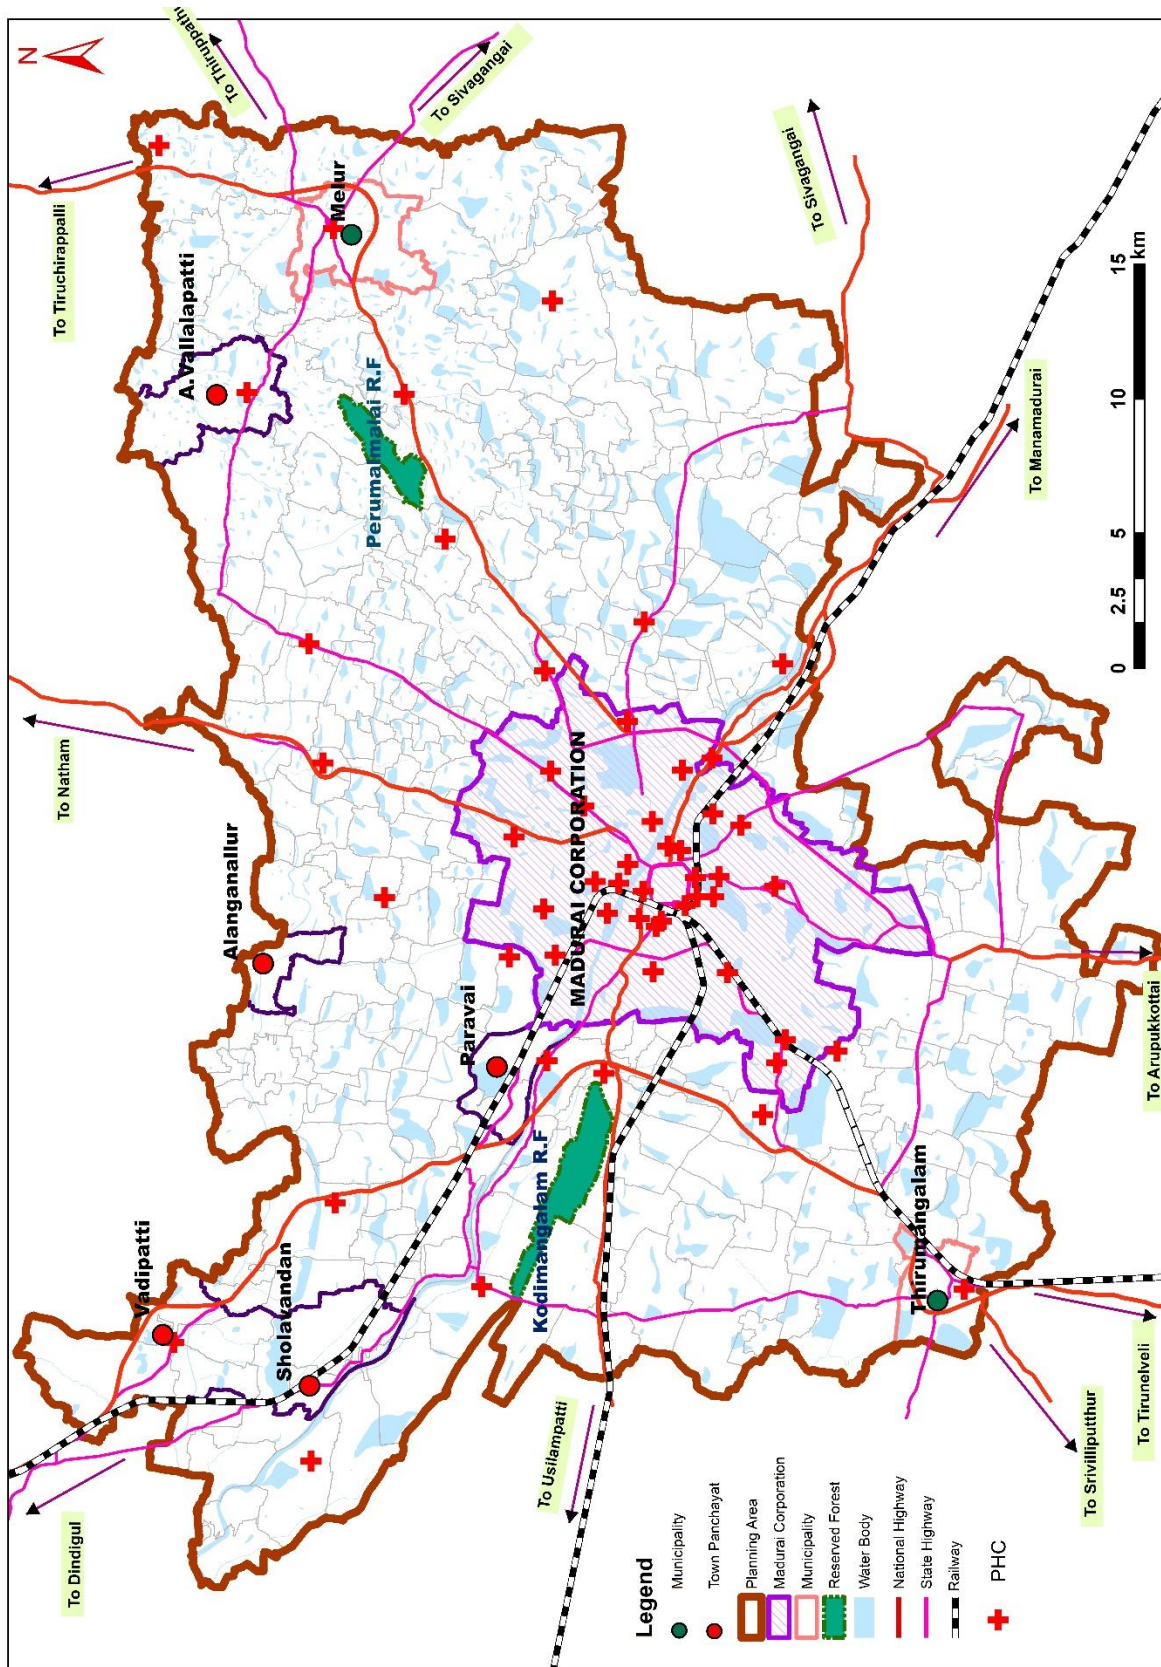 N
To Dindigul
To Natham
To Tiruchirappalli
To Thiruppathu
To Sivagangai
To Sivagangai
To Manamadurai
To Usilampatti
To Srivilliputthur
To Tirunelveli
To Arupukkottai
Vadipatti
Sholavandan
Alanganallur
Paravai
A.Vallalapatti
Melur
Perumalmalai R.F
MADURAI CORPORATION
Kodimangalam R.F
Thirumangalam
Legend
Municipality
Town Panchayat
Planning Area
Madurai Corporation
Municipality
Reserved Forest
Water Body
National Highway
State Highway
Railway
PHC
0 2.5 5 10 15
km